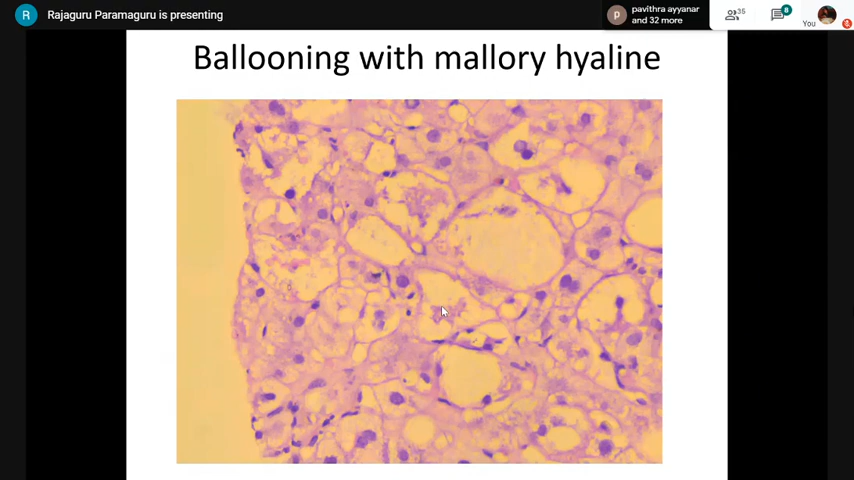 R Rajaguru Paramaguru is presenting
p pavithra ayyanar
and 32 more
35
8
You
Ballooning with mallory hyaline